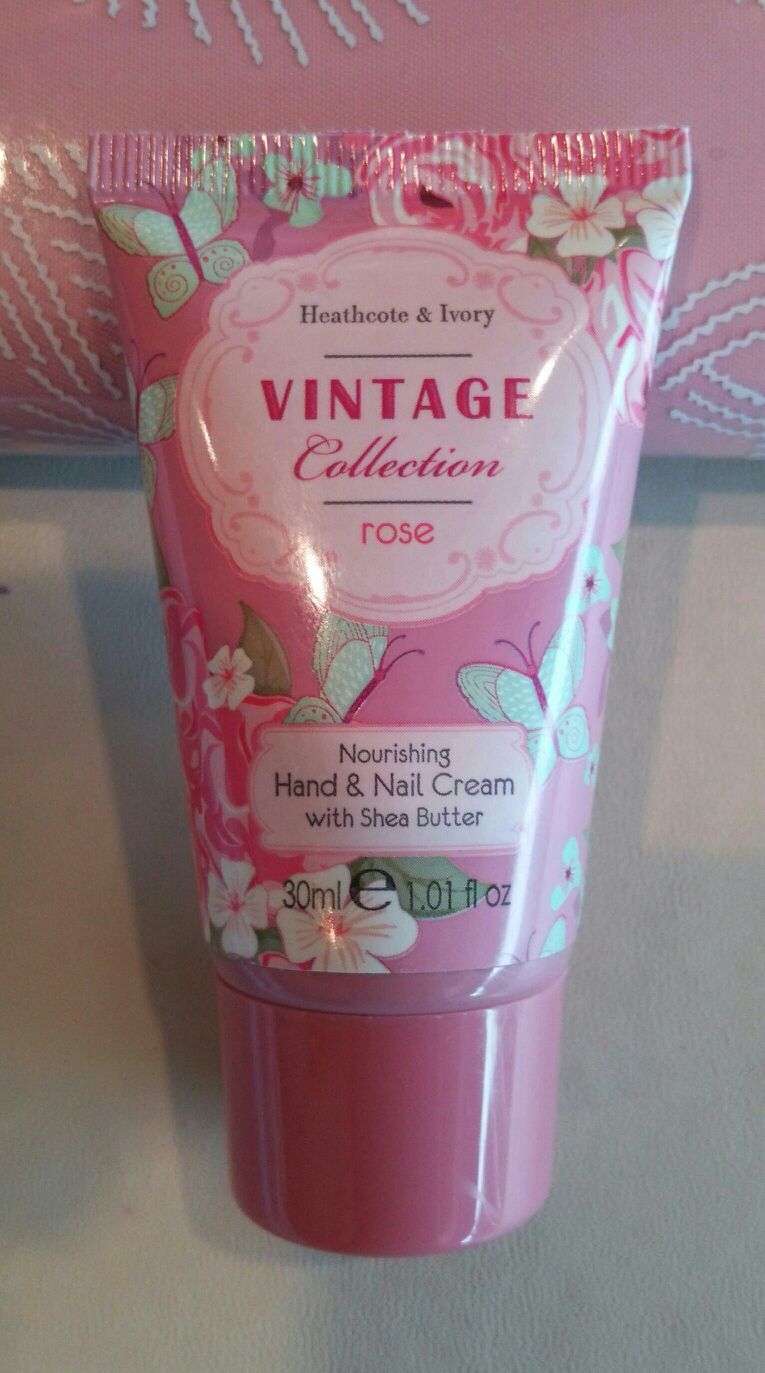 Heathcote & Ivory
VINTAGE
Collection
rose
Nourishing
Hand & Nail Cream
with Shea Butter
30ml e 1.01 fl oz